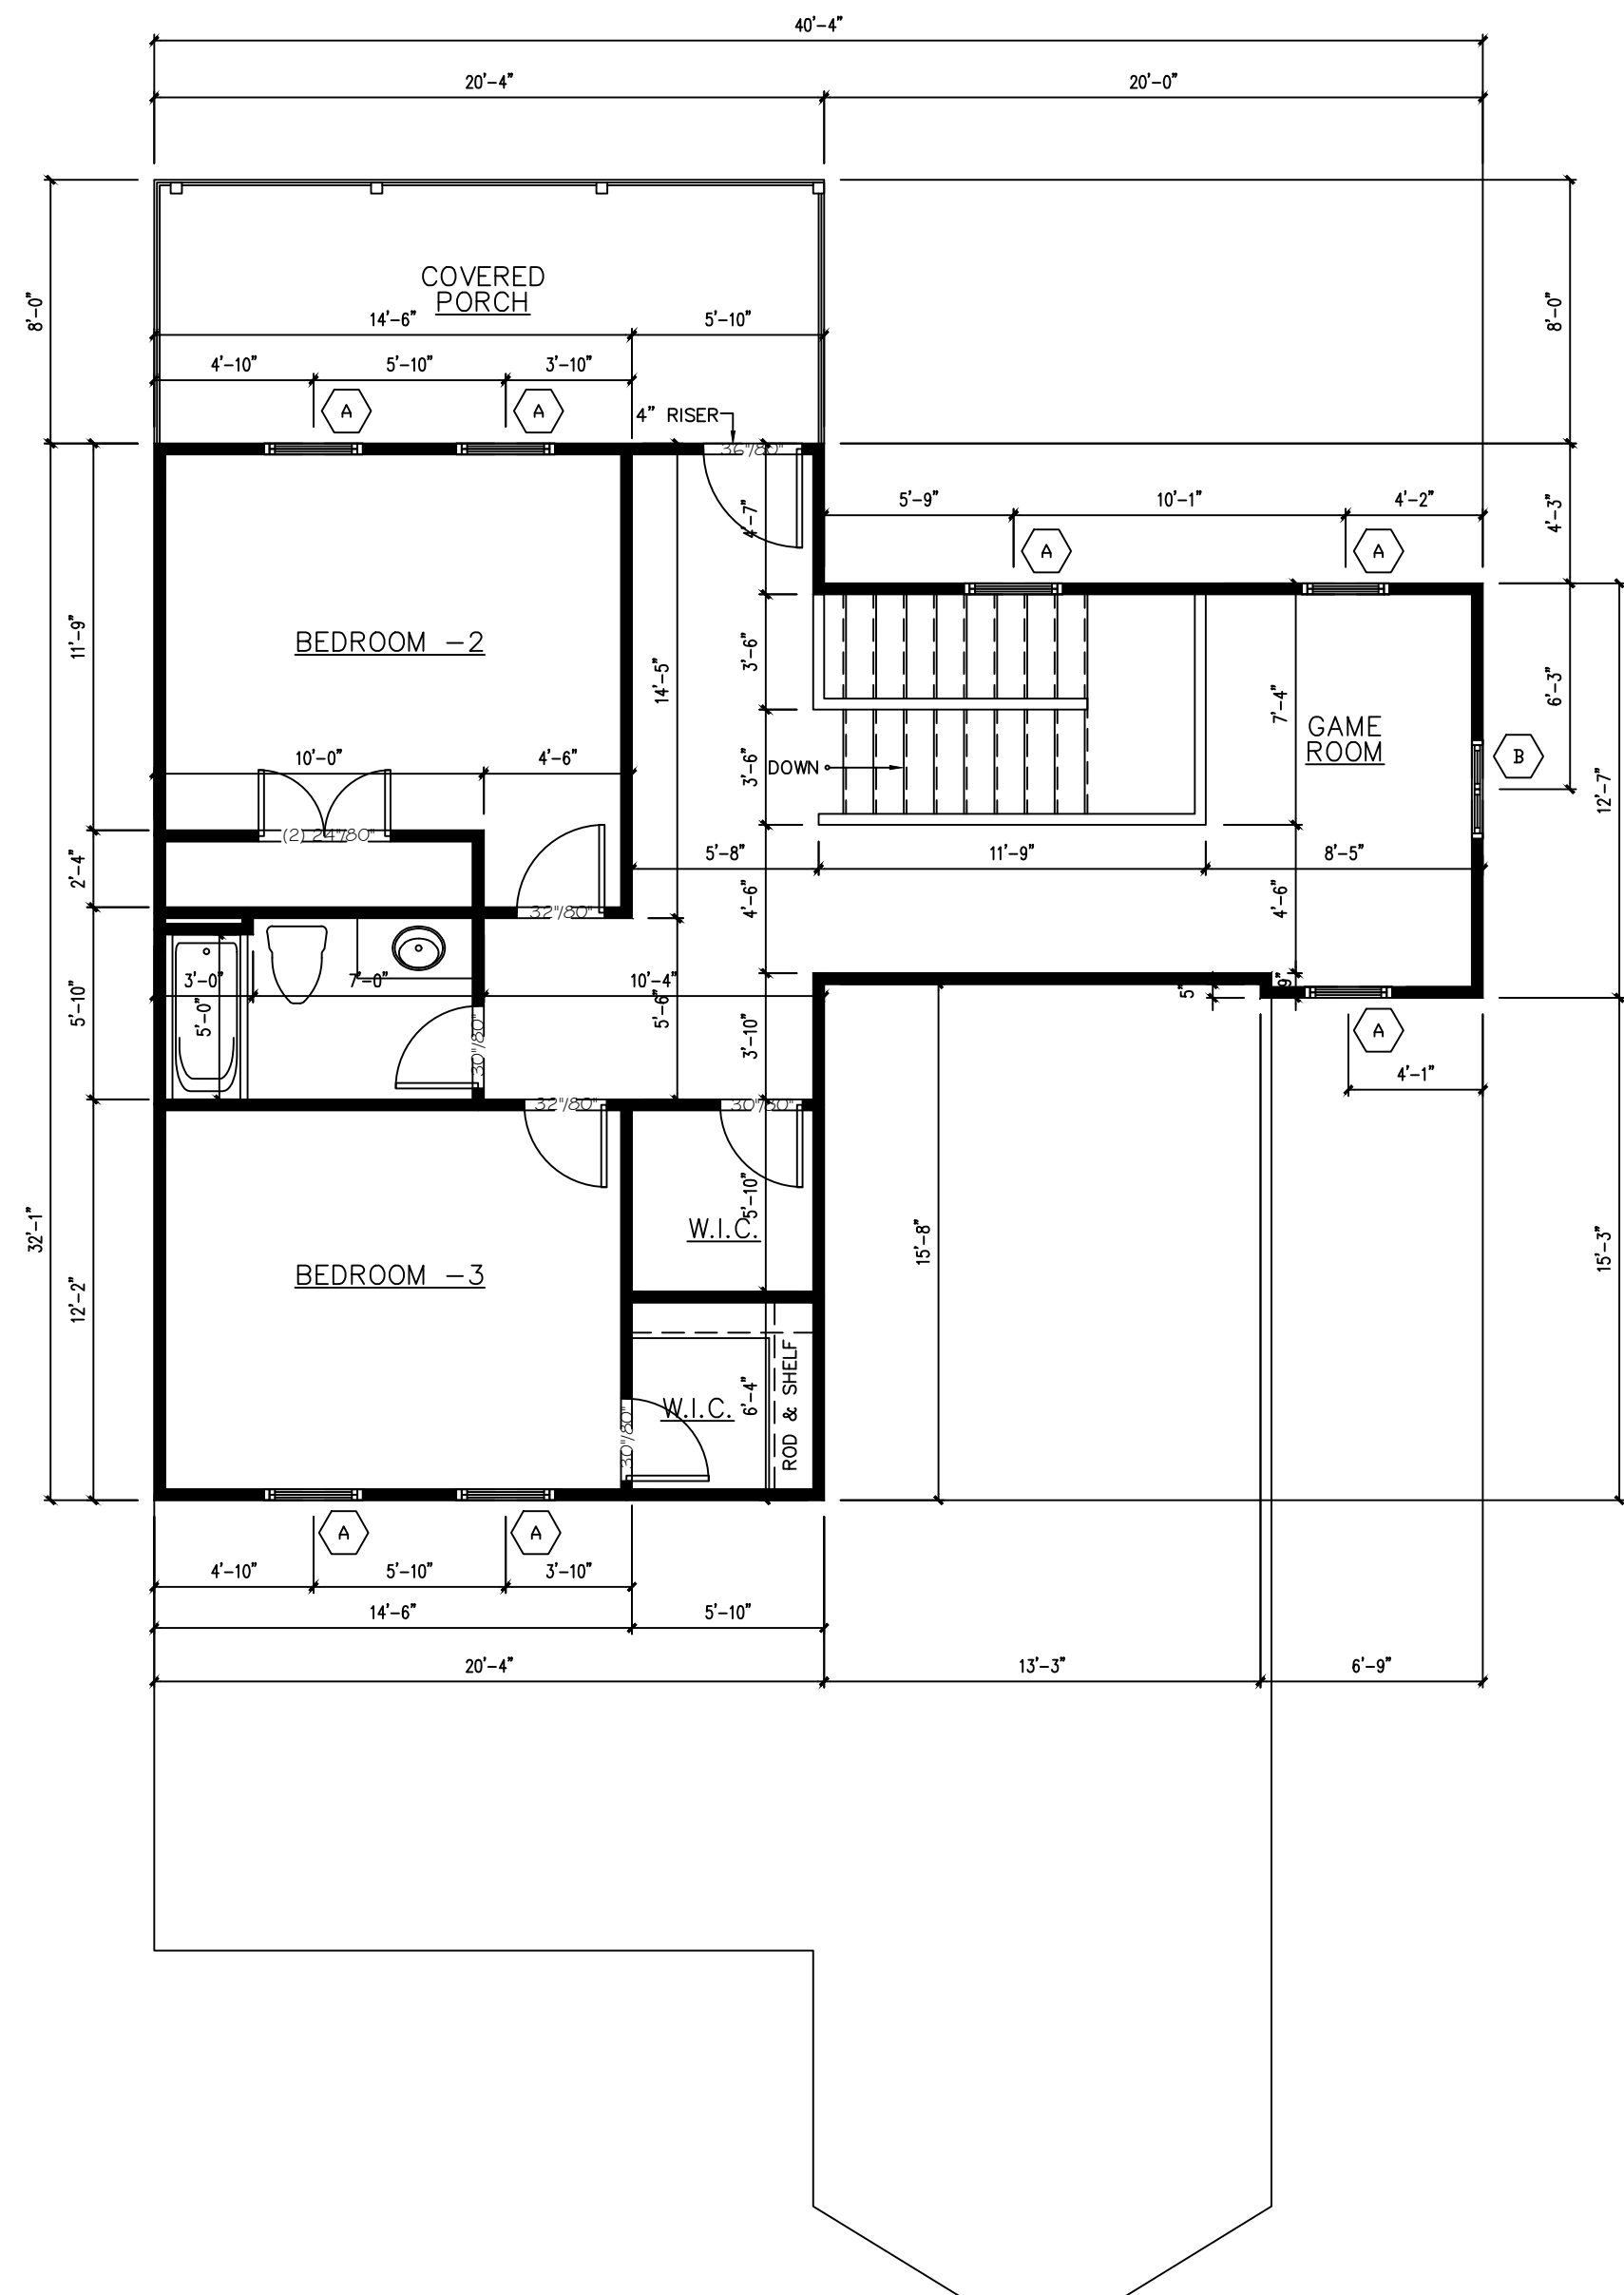 40'-4"
20'-4" 20'-0"
8'-0"
COVERED
PORCH
8'-0"
14'-6" 5'-10"
4'-10" 5'-10" 3'-10"
A A
4" RISER
36"/80"
4'-7"
5'-9" 10'-1" 4'-2"
4'-3"
A A
11'-9"
BEDROOM -2
14'-5"
3'-6"
7'-4"
6'-3"
GAME
ROOM
B
12'-7"
10'-0" 4'-6"
3'-6"
DOWN
(2) 24"/80"
2'-4"
5'-8" 11'-9" 8'-5"
4'-6"
4'-6"
32"/80"
3'-0" 7'-0" 10'-4"
5'-10"
5'-0"
5'-6"
5"
9"
30"/80"
3'-10"
A
4'-1"
32"/80" 30"/80"
32'-1"
5'-10"
W.I.C.
15'-8"
15'-3"
BEDROOM -3
12'-2"
W.I.C.
6'-4"
ROD & SHELF
30"/80"
A A
4'-10" 5'-10" 3'-10"
14'-6" 5'-10"
20'-4" 13'-3" 6'-9"